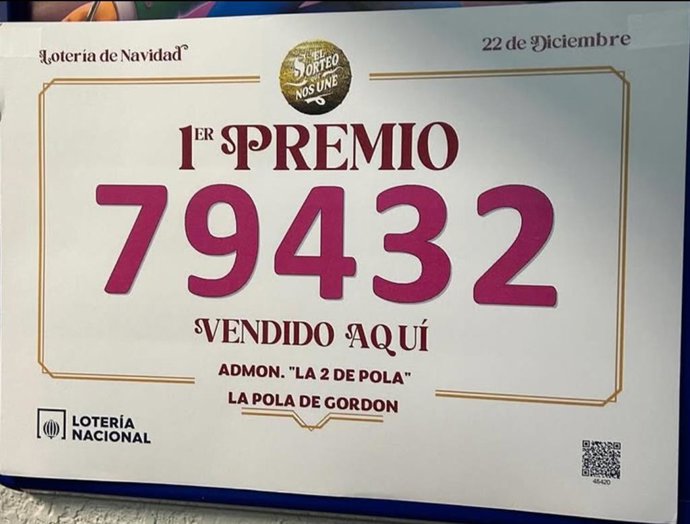 Lotería de Navidad
22 de Diciembre
EL SORTEO
NOS UNE
1ER PREMIO
79432
VENDIDO AQUÍ
ADMON. "LA 2 DE POLA"
LA POLA DE GORDON
LOTERÍA
NACIONAL
48420